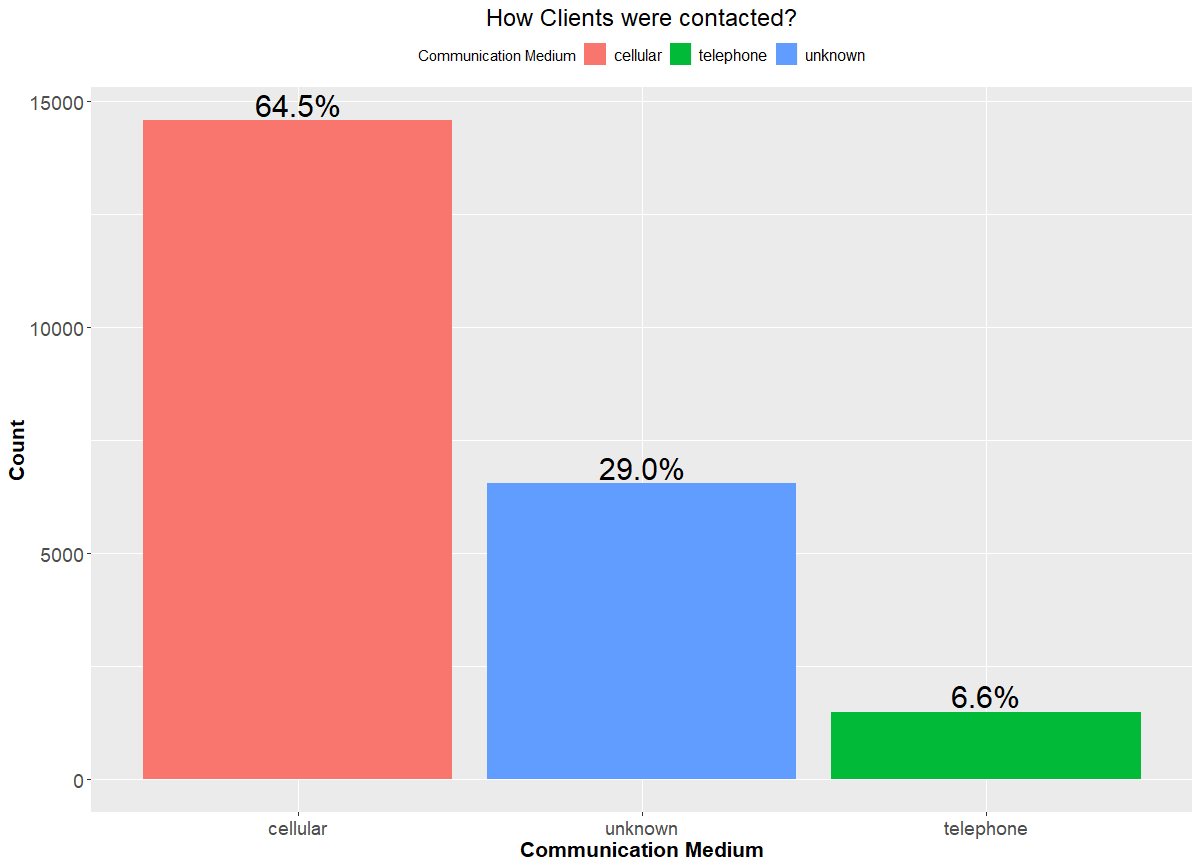 How Clients were contacted?
Communication Medium cellular telephone unknown
15000
10000
5000
0
Count
64.5%
29.0%
6.6%
cellular unknown telephone
Communication Medium